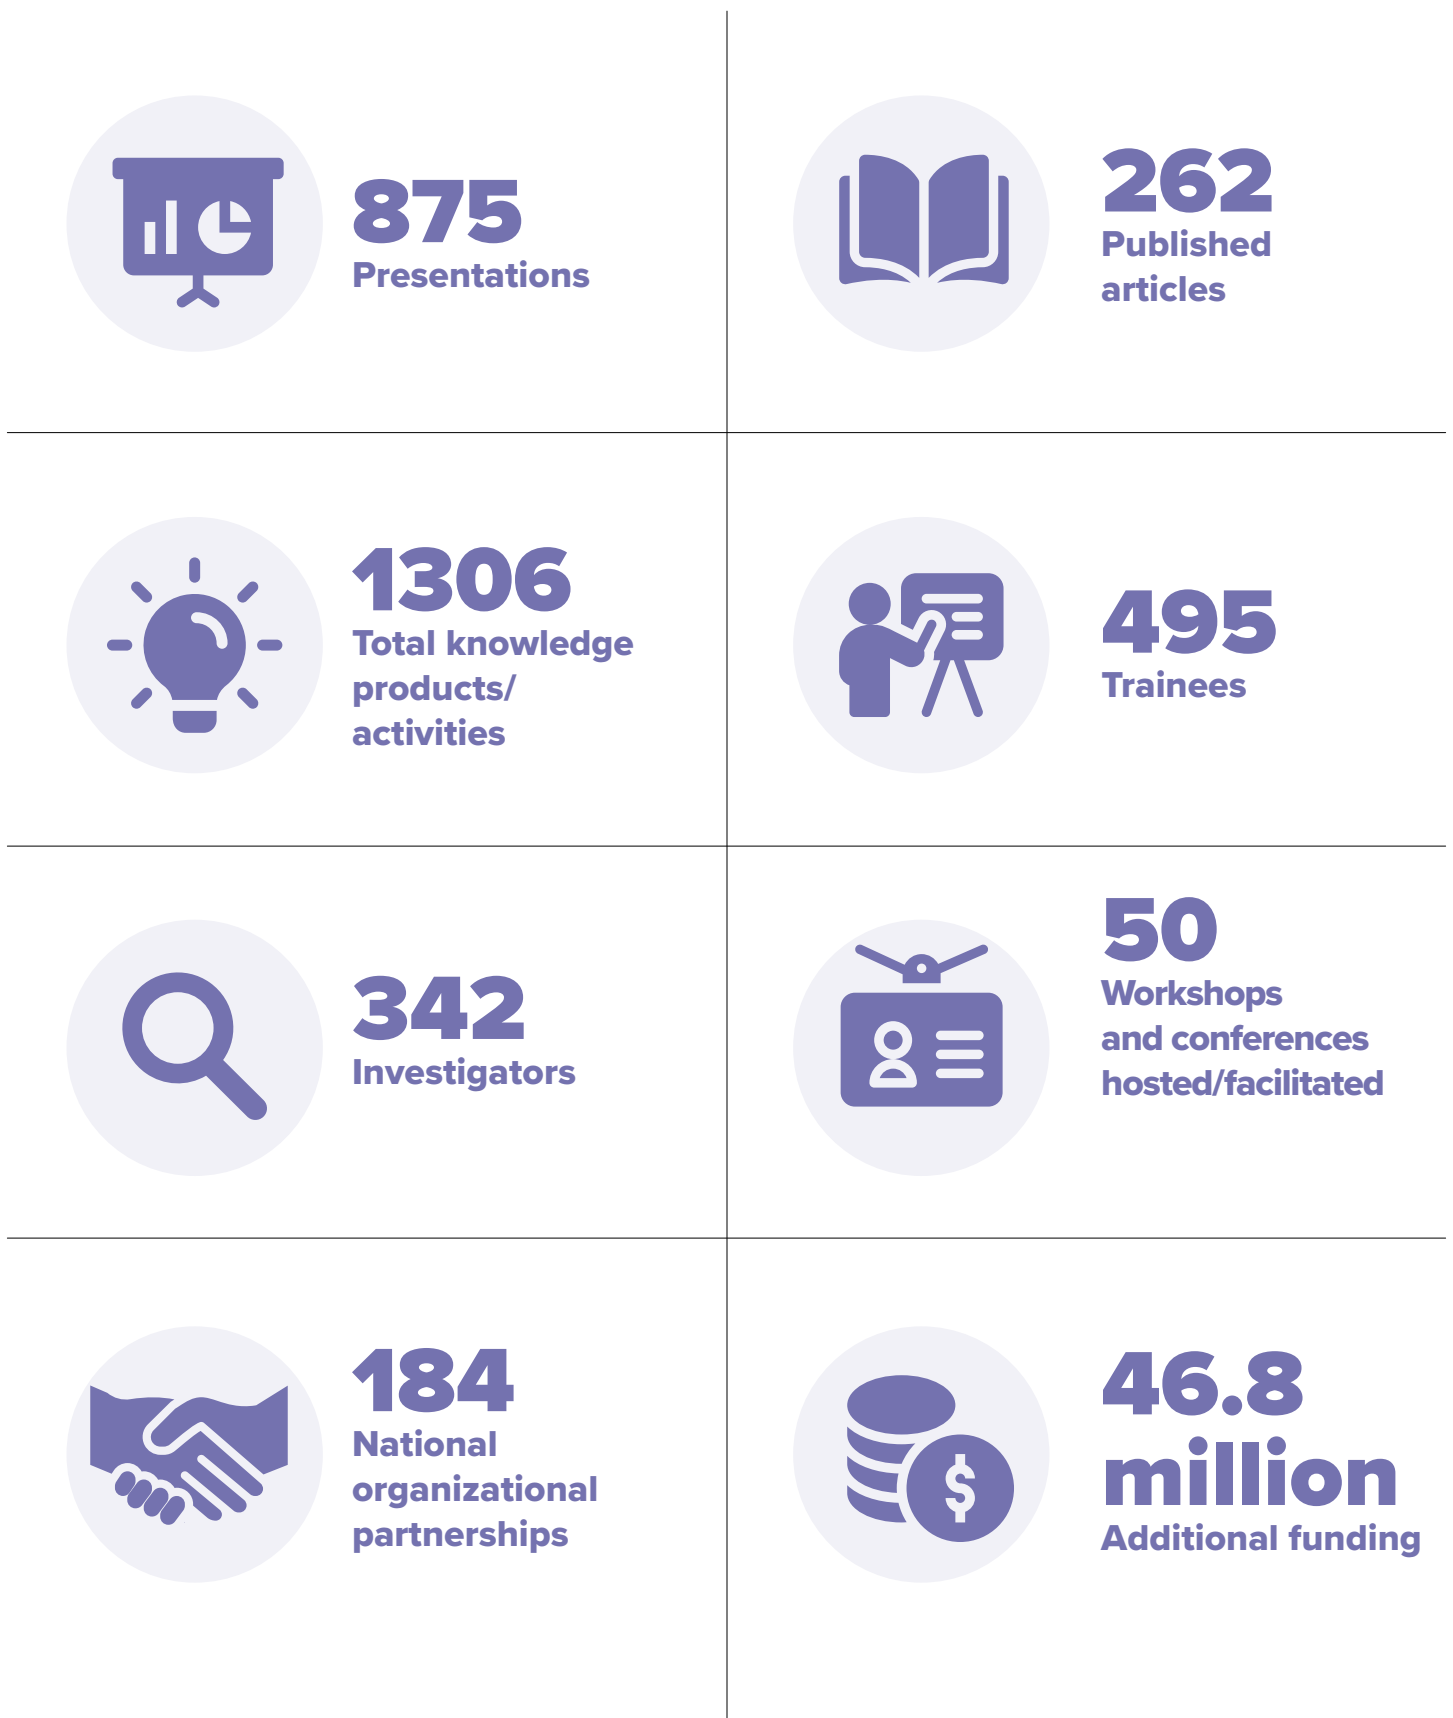 875
Presentations
262
Published
articles
1306
Total knowledge
products/
activities
495
Trainees
342
Investigators
50
Workshops
and conferences
hosted/facilitated
184
National
organizational
partnerships
46.8
million
Additional funding
$